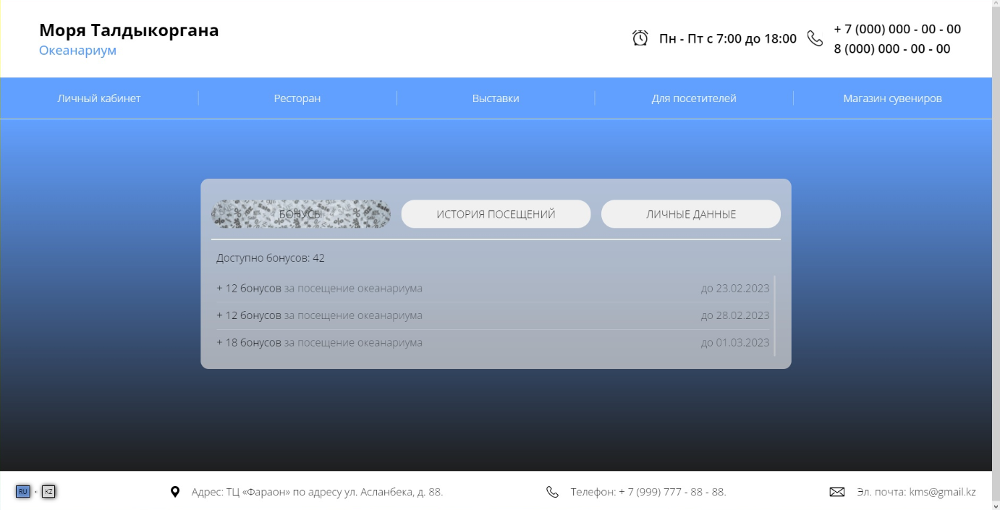 Моря Талдыкоргана
Океанариум
Пн - Пт с 7:00 до 18:00
+ 7 (000) 000 - 00 - 00
8 (000) 000 - 00 - 00
Личный кабинет
Ресторан
Выставки
Для посетителей
Магазин сувениров
БОНУСЫ
ИСТОРИЯ ПОСЕЩЕНИЙ
ЛИЧНЫЕ ДАННЫЕ
Доступно бонусов: 42
+ 12 бонусов за посещение океанариума до 23.02.2023
+ 12 бонусов за посещение океанариума до 28.02.2023
+ 18 бонусов за посещение океанариума до 01.03.2023
RU • KZ
Адрес: ТЦ «Фараон» по адресу ул. Асланбека, д. 88.
Телефон: + 7 (999) 777 - 88 - 88.
Эл. почта: kms@gmail.kz